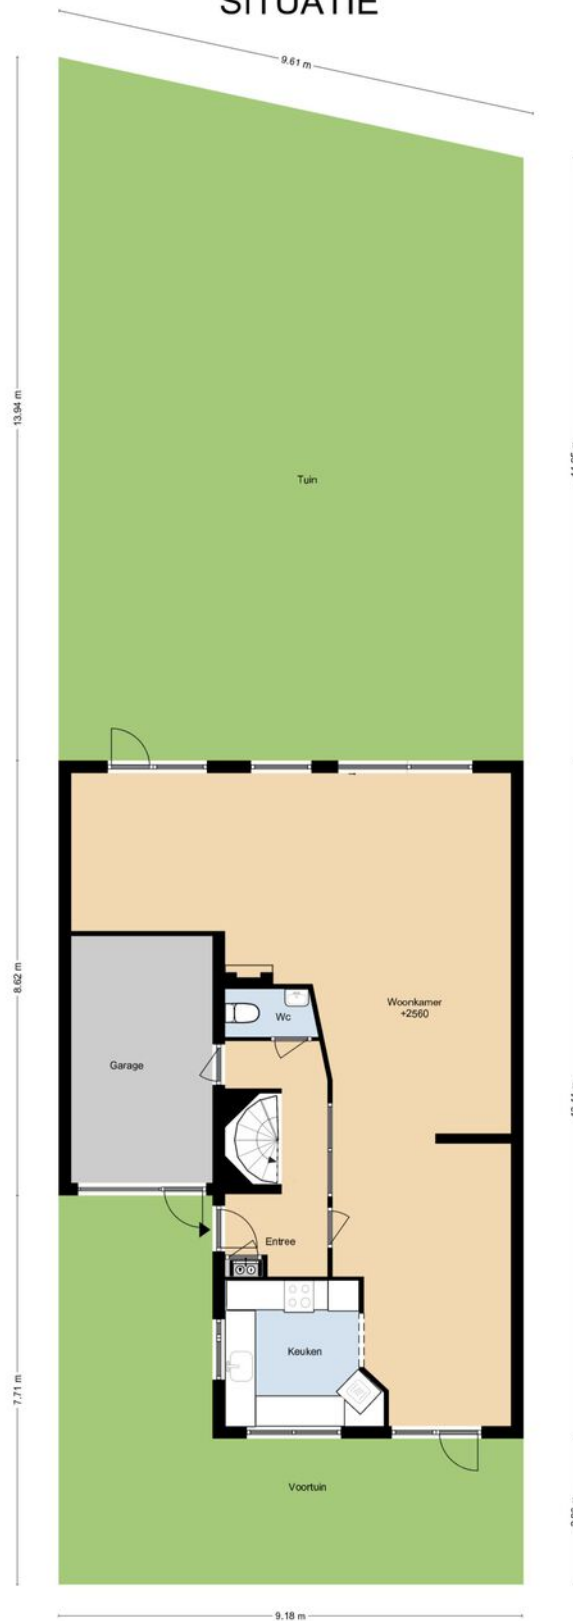 SITUATIE
9.61 m
13.94 m
Tuin
8.62 m
Woonkamer
+2560
Wc
Garage
Entree
Keuken
7.71 m
Voortuin
9.18 m